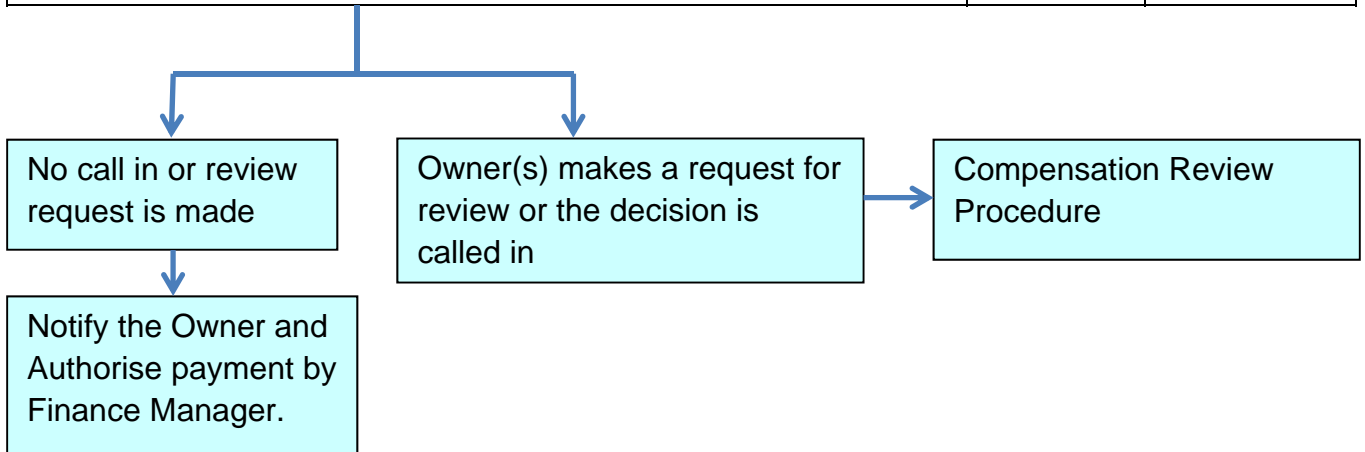 No call in or review
request is made
Owner(s) makes a request for
review or the decision is
called in
Compensation Review
Procedure
Notify the Owner and
Authorise payment by
Finance Manager.